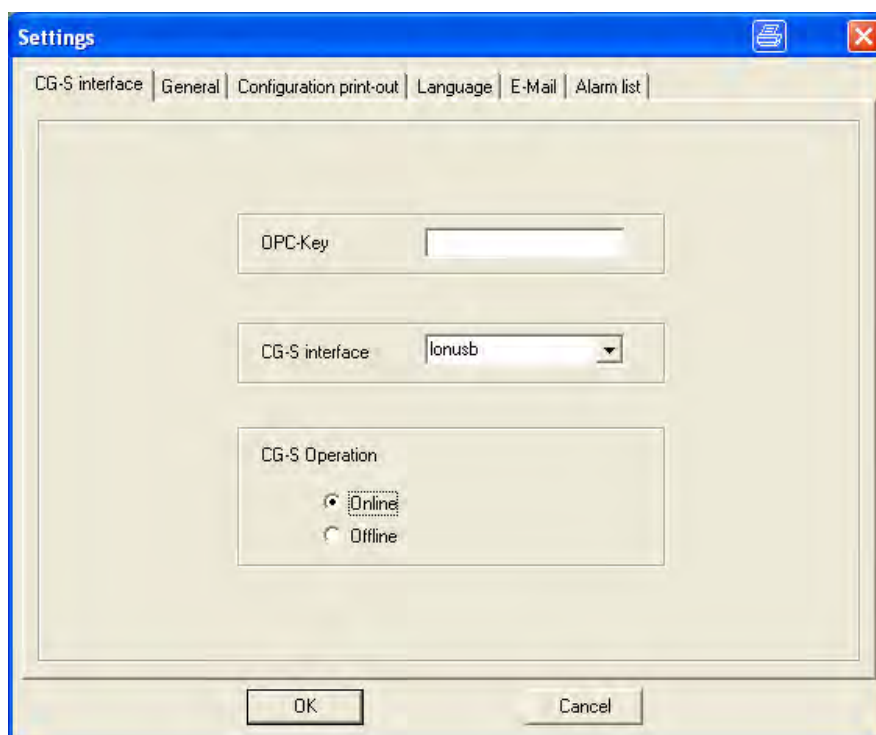 Settings
CG-S interface General Configuration print-out Language E-Mail Alarm list
OPC-Key
CG-S interface lonusb
CG-S Operation
Online
Offline
OK Cancel